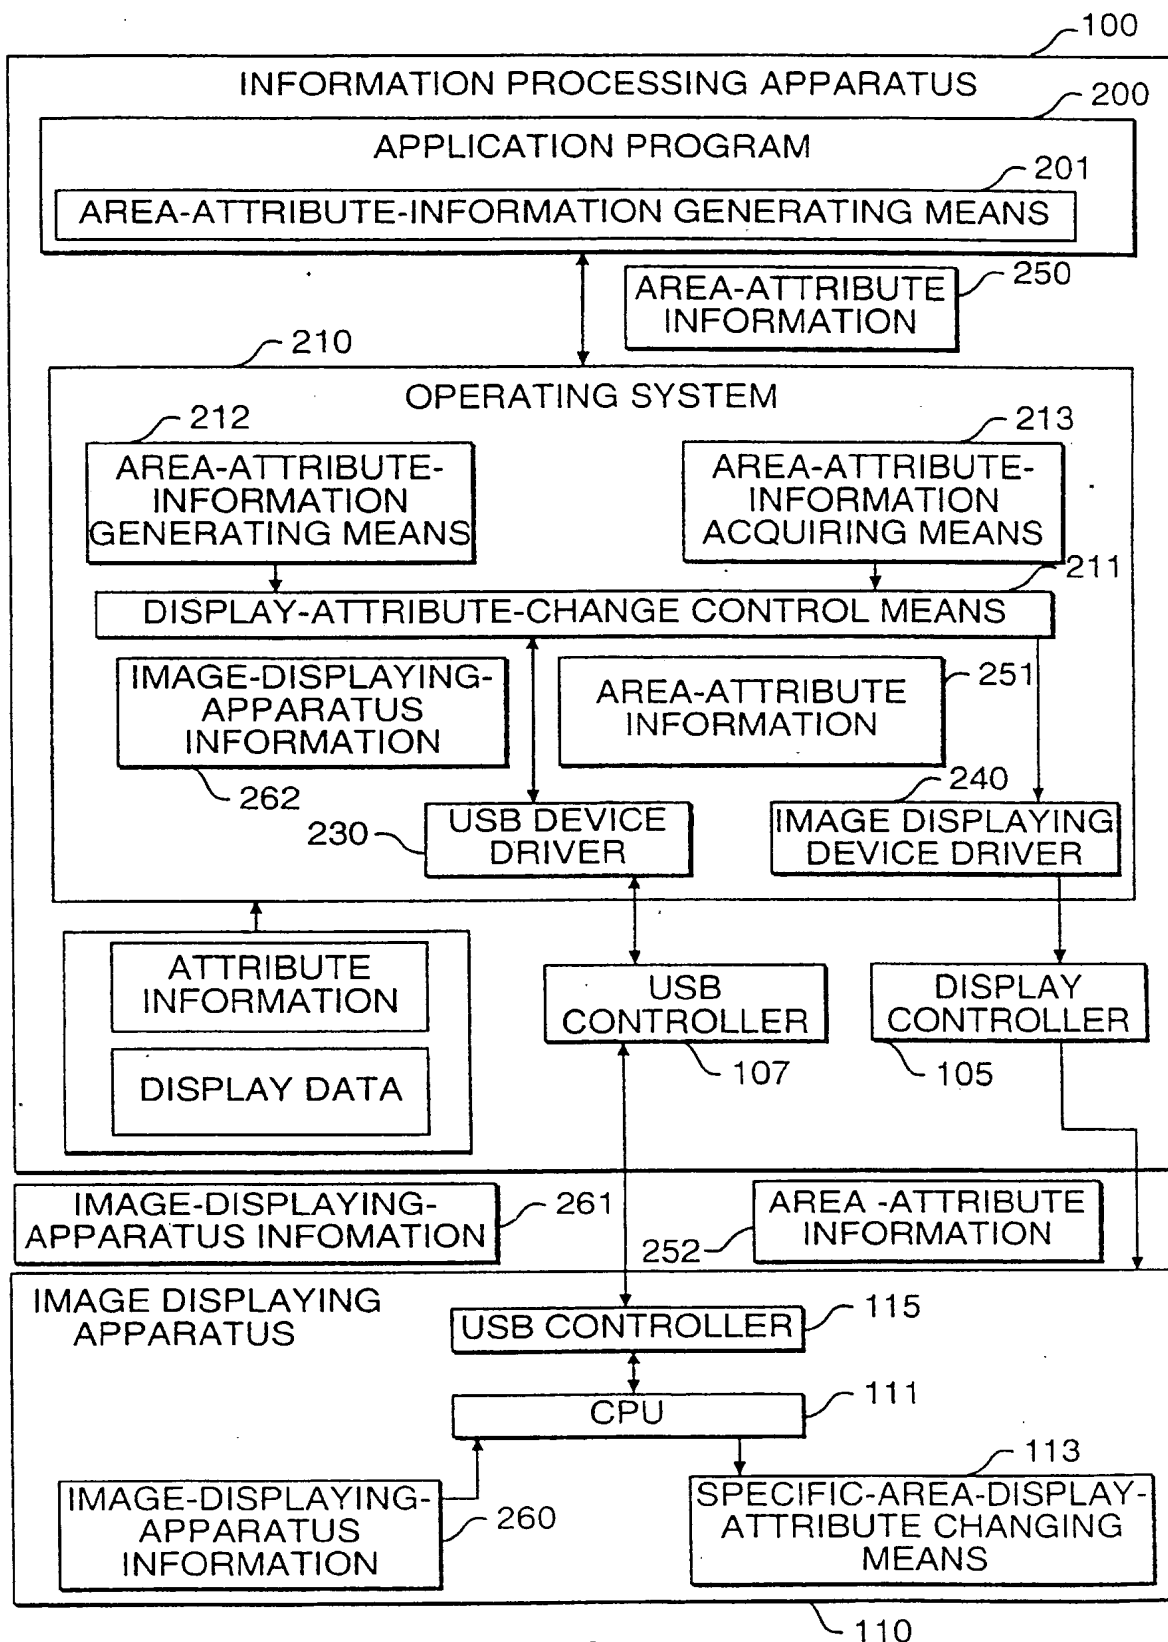 100
INFORMATION PROCESSING APPARATUS
200
APPLICATION PROGRAM
201
AREA-ATTRIBUTE-INFORMATION GENERATING MEANS
AREA-ATTRIBUTE
INFORMATION
250
210
OPERATING SYSTEM
212
AREA-ATTRIBUTE-
INFORMATION
GENERATING MEANS
213
AREA-ATTRIBUTE-
INFORMATION
ACQUIRING MEANS
211
DISPLAY-ATTRIBUTE-CHANGE CONTROL MEANS
IMAGE-DISPLAYING-
APPARATUS
INFORMATION
262
AREA-ATTRIBUTE
INFORMATION
251
230
USB DEVICE
DRIVER
240
IMAGE DISPLAYING
DEVICE DRIVER
ATTRIBUTE
INFORMATION
DISPLAY DATA
USB
CONTROLLER
107
DISPLAY
CONTROLLER
105
IMAGE-DISPLAYING-
APPARATUS INFOMATION
261
252
AREA -ATTRIBUTE
INFORMATION
IMAGE DISPLAYING
APPARATUS
USB CONTROLLER
115
CPU
111
IMAGE-DISPLAYING-
APPARATUS
INFORMATION
260
113
SPECIFIC-AREA-DISPLAY-
ATTRIBUTE CHANGING
MEANS
110